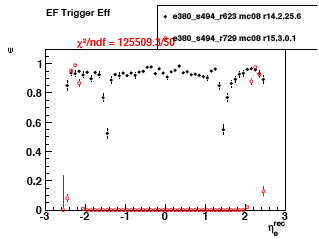 EF Trigger Eff
e380_s494_r623 mc08 r14.2.25.6
e380_s494_r729 mc08 r15.3.0.1
χ²/ndf = 125509.3/50
ε
1
0.8
0.6
0.4
0.2
0
-3 -2 -1 0 1 2 3
η_e^rec